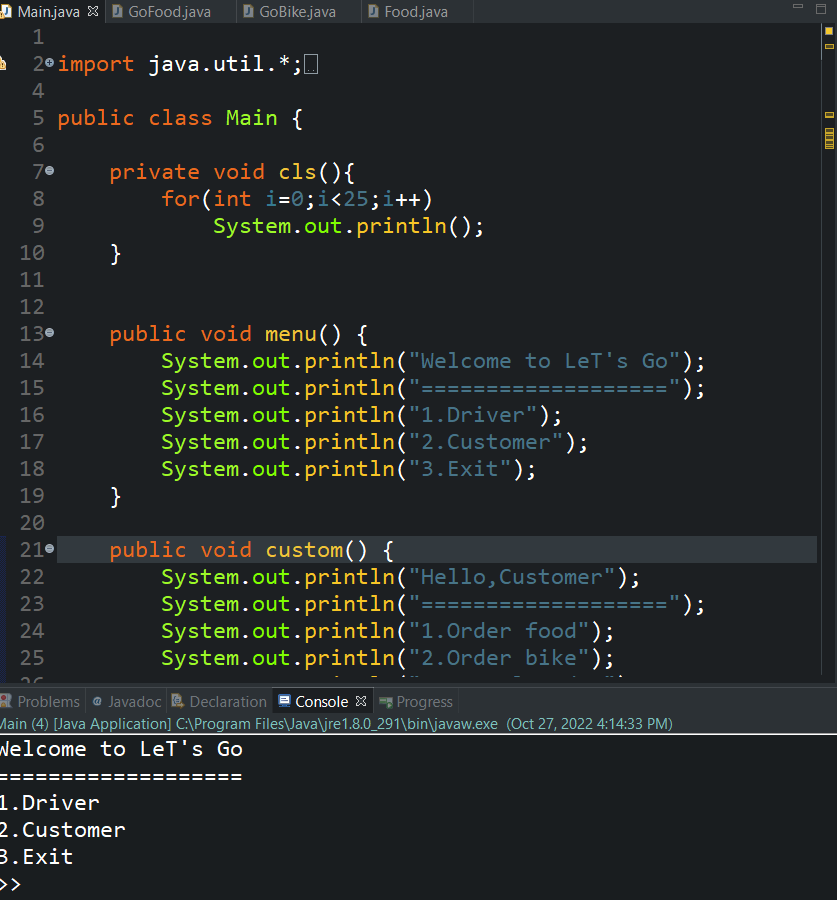 Main.java GoFood.java GoBike.java Food.java
1
2 import java.util.*;
4
5 public class Main {
6
7 private void cls(){
8 for(int i=0;i<25;i++)
9 System.out.println();
10 }
11
12
13 public void menu() {
14 System.out.println("Welcome to LeT's Go");
15 System.out.println("===================");
16 System.out.println("1.Driver");
17 System.out.println("2.Customer");
18 System.out.println("3.Exit");
19 }
20
21 public void custom() {
22 System.out.println("Hello,Customer");
23 System.out.println("===================");
24 System.out.println("1.Order food");
25 System.out.println("2.Order bike");
Problems Javadoc Declaration Console Progress
Main (4) [Java Application] C:\Program Files\Java\jre1.8.0_291\bin\javaw.exe (Oct 27, 2022 4:14:33 PM)
Welcome to LeT's Go
===================
1.Driver
2.Customer
3.Exit
>>